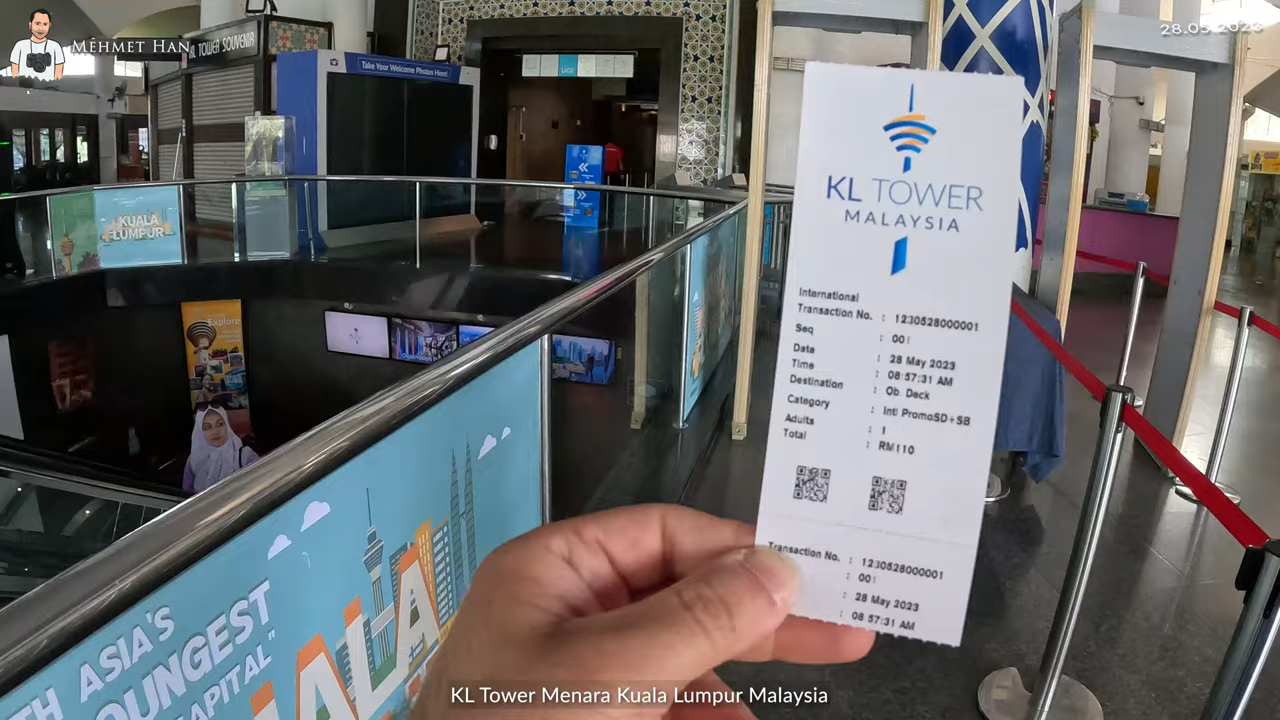 MEHMET HAN
28.05.2023
KL TOWER SOUVENIR
Take Your Welcome Photos Here!
KUALA
LUMPUR
Explore
TH ASIA'S
YOUNGEST
CAPITAL"
KL TOWER
MALAYSIA
International
Transaction No. : 1230528000001
Seq : 001
Date : 28 May 2023
Time : 08:57:31 AM
Destination : Ob. Deck
Category : Intl PromoSD+SB
Adults : 1
Total : RM110
Transaction No. : 1230528000001
: 001
: 28 May 2023
: 08:57:31 AM
KL Tower Menara Kuala Lumpur Malaysia